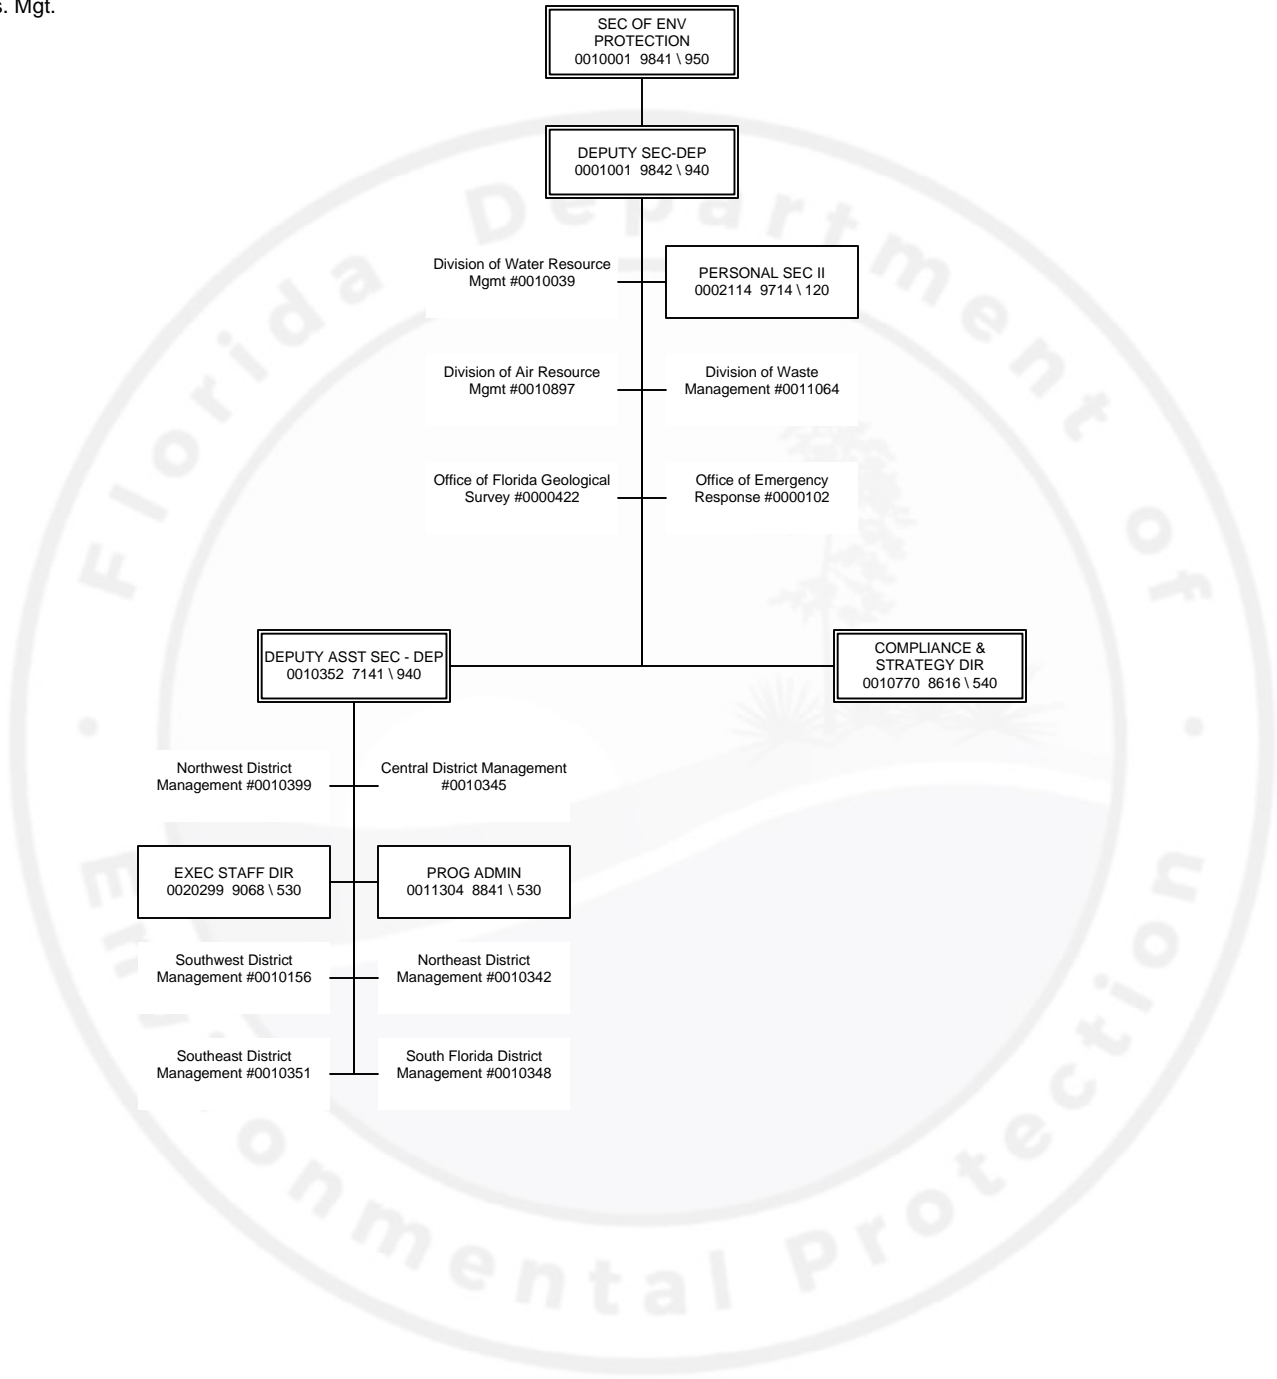 s. Mgt.
SEC OF ENV
PROTECTION
0010001 9841 \ 950
DEPUTY SEC-DEP
0001001 9842 \ 940
Division of Water Resource
Mgmt #0010039
PERSONAL SEC II
0002114 9714 \ 120
Division of Air Resource
Mgmt #0010897
Division of Waste
Management #0011064
Office of Florida Geological
Survey #0000422
Office of Emergency
Response #0000102
DEPUTY ASST SEC - DEP
0010352 7141 \ 940
COMPLIANCE &
STRATEGY DIR
0010770 8616 \ 540
Northwest District
Management #0010399
Central District Management
#0010345
EXEC STAFF DIR
0020299 9068 \ 530
PROG ADMIN
0011304 8841 \ 530
Southwest District
Management #0010156
Northeast District
Management #0010342
Southeast District
Management #0010351
South Florida District
Management #0010348
Florida Department of
Environmental Protection